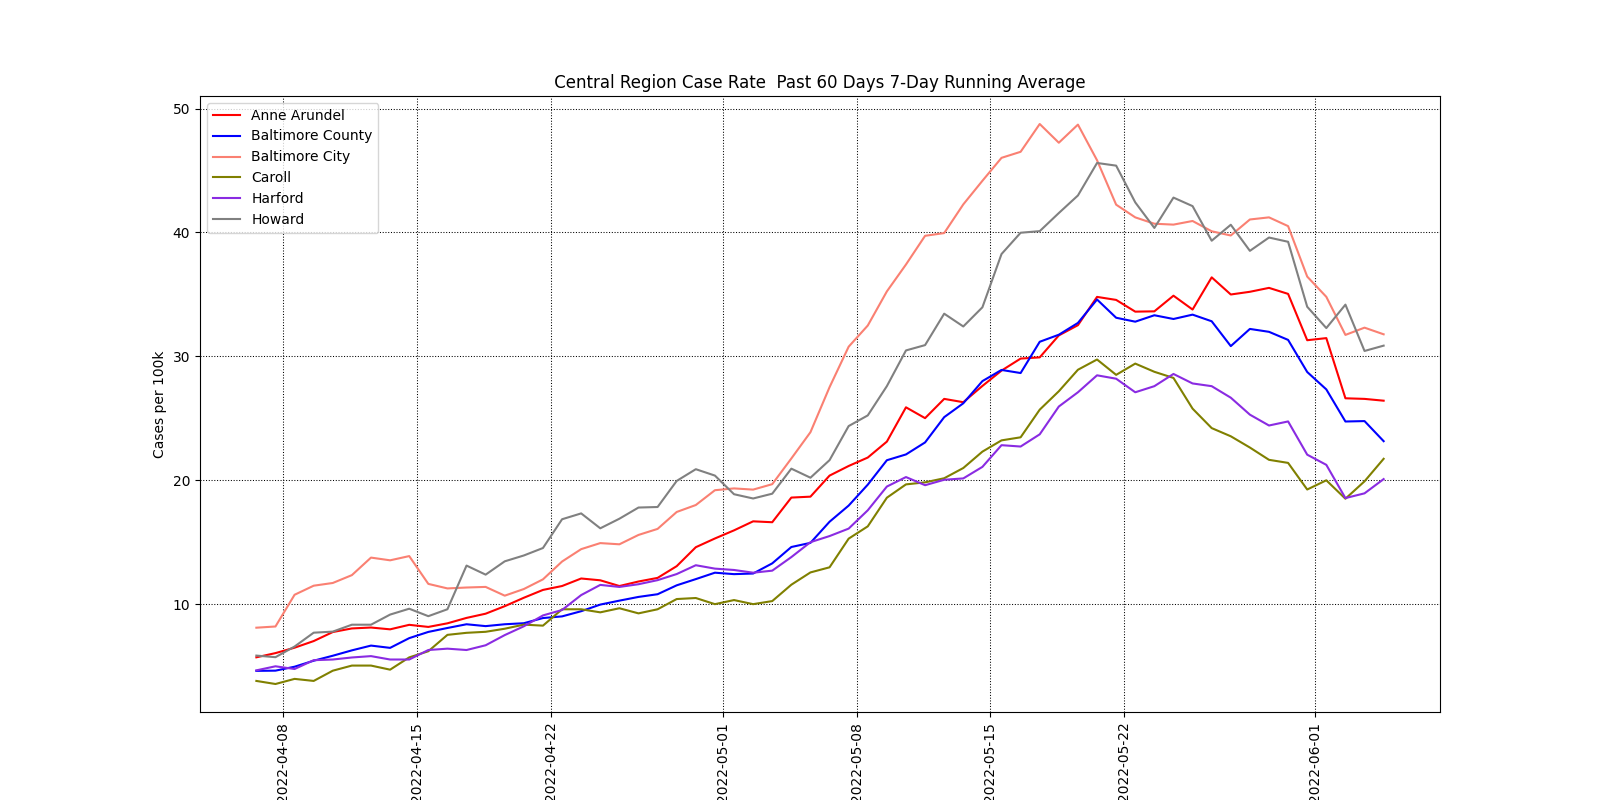 Central Region Case Rate  Past 60 Days 7-Day Running Average
Anne Arundel
Baltimore County
Baltimore City
Caroll
Harford
Howard
Cases per 100k
50
40
30
20
10
2022-04-08
2022-04-15
2022-04-22
2022-05-01
2022-05-08
2022-05-15
2022-05-22
2022-06-01